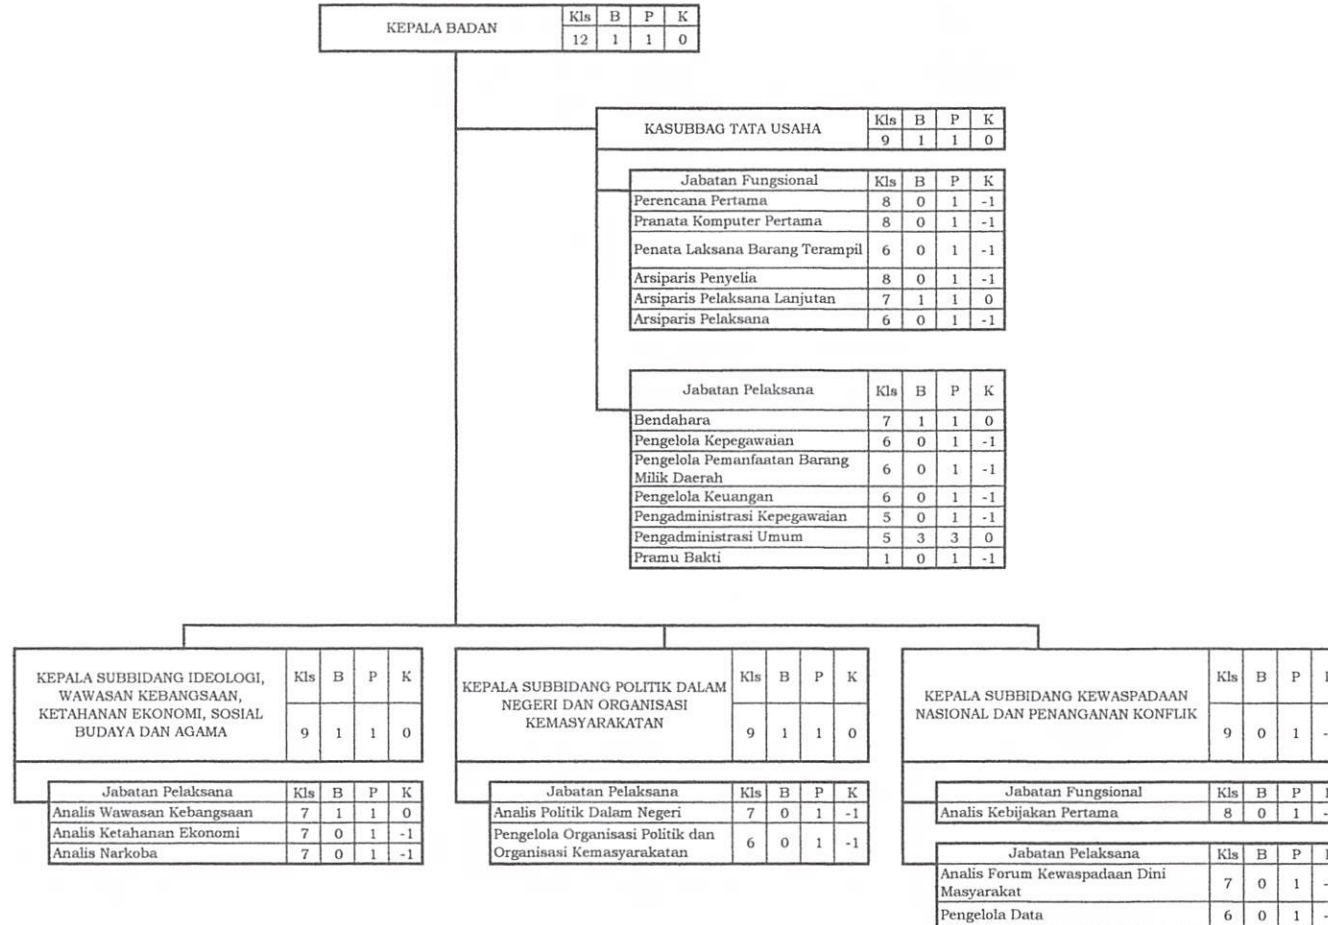 KEPALA BADAN
Kls B P K
12 1 1 0
KASUBBAG TATA USAHA
Kls B P K
9 1 1 0
Jabatan Fungsional Kls B P K
Perencana Pertama 8 0 1 -1
Pranata Komputer Pertama 8 0 1 -1
Penata Laksana Barang Terampil 6 0 1 -1
Arsiparis Penyelia 8 0 1 -1
Arsiparis Pelaksana Lanjutan 7 1 1 0
Arsiparis Pelaksana 6 0 1 -1
Jabatan Pelaksana Kls B P K
Bendahara 7 1 1 0
Pengelola Kepegawaian 6 0 1 -1
Pengelola Pemanfaatan Barang
Milik Daerah 6 0 1 -1
Pengelola Keuangan 6 0 1 -1
Pengadministrasi Kepegawaian 5 0 1 -1
Pengadministrasi Umum 5 3 3 0
Pramu Bakti 1 0 1 -1
KEPALA SUBBIDANG IDEOLOGI,
WAWASAN KEBANGSAAN,
KETAHANAN EKONOMI, SOSIAL
BUDAYA DAN AGAMA
Kls B P K
9 1 1 0
Jabatan Pelaksana Kls B P K
Analis Wawasan Kebangsaan 7 1 1 0
Analis Ketahanan Ekonomi 7 0 1 -1
Analis Narkoba 7 0 1 -1
KEPALA SUBBIDANG POLITIK DALAM
NEGERI DAN ORGANISASI
KEMASYARAKATAN
Kls B P K
9 1 1 0
Jabatan Pelaksana Kls B P K
Analis Politik Dalam Negeri 7 0 1 -1
Pengelola Organisasi Politik dan
Organisasi Kemasyarakatan 6 0 1 -1
KEPALA SUBBIDANG KEWASPADAAN
NASIONAL DAN PENANGANAN KONFLIK
Kls B P
9 0 1
Jabatan Fungsional Kls B P
Analis Kebijakan Pertama 8 0 1
Jabatan Pelaksana Kls B P
Analis Forum Kewaspadaan Dini
Masyarakat 7 0 1
Pengelola Data 6 0 1